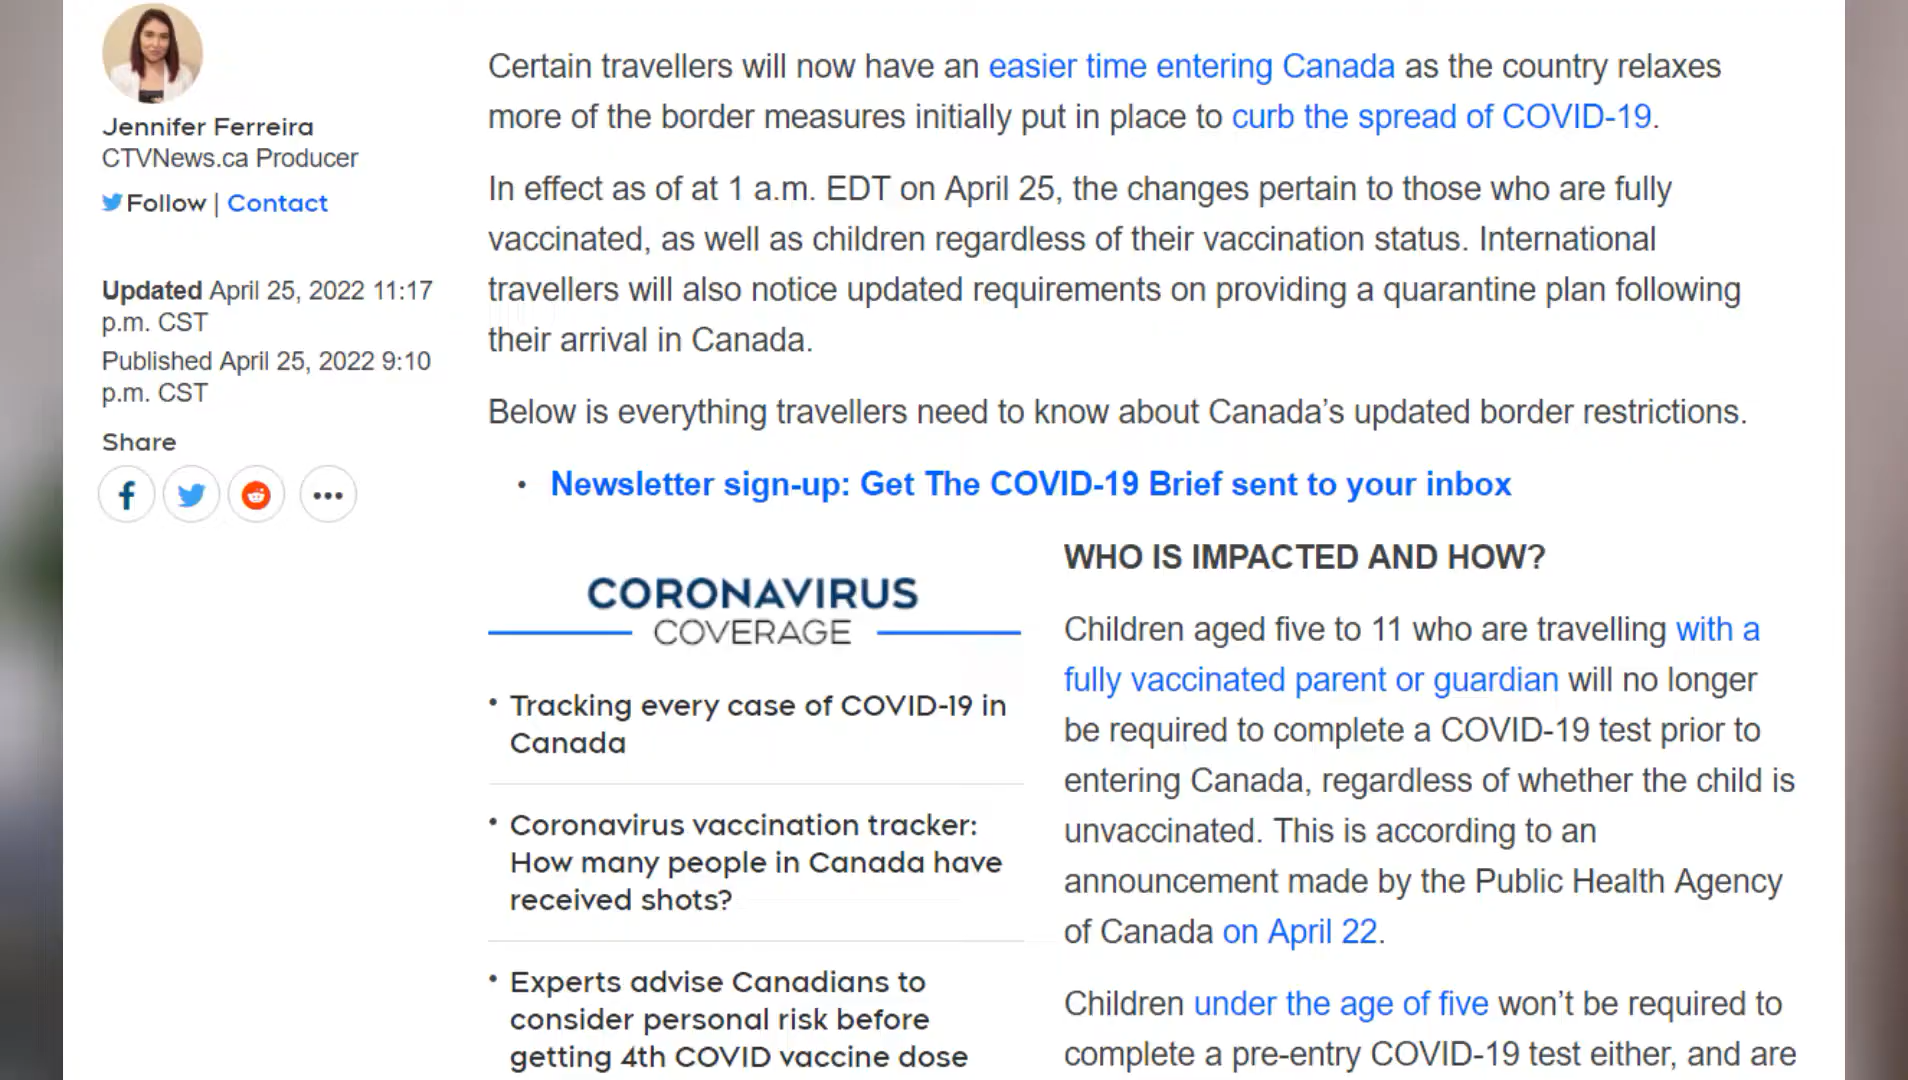 Jennifer Ferreira
CTVNews.ca Producer
Follow | Contact
Updated April 25, 2022 11:17
p.m. CST
Published April 25, 2022 9:10
p.m. CST
Share
Certain travellers will now have an easier time entering Canada as the country relaxes
more of the border measures initially put in place to curb the spread of COVID-19.
In effect as of at 1 a.m. EDT on April 25, the changes pertain to those who are fully
vaccinated, as well as children regardless of their vaccination status. International
travellers will also notice updated requirements on providing a quarantine plan following
their arrival in Canada.
Below is everything travellers need to know about Canada’s updated border restrictions.
• Newsletter sign-up: Get The COVID-19 Brief sent to your inbox
CORONAVIRUS
COVERAGE
• Tracking every case of COVID-19 in
Canada
• Coronavirus vaccination tracker:
How many people in Canada have
received shots?
• Experts advise Canadians to
consider personal risk before
getting 4th COVID vaccine dose
WHO IS IMPACTED AND HOW?
Children aged five to 11 who are travelling with a
fully vaccinated parent or guardian will no longer
be required to complete a COVID-19 test prior to
entering Canada, regardless of whether the child is
unvaccinated. This is according to an
announcement made by the Public Health Agency
of Canada on April 22.
Children under the age of five won’t be required to
complete a pre-entry COVID-19 test either, and are